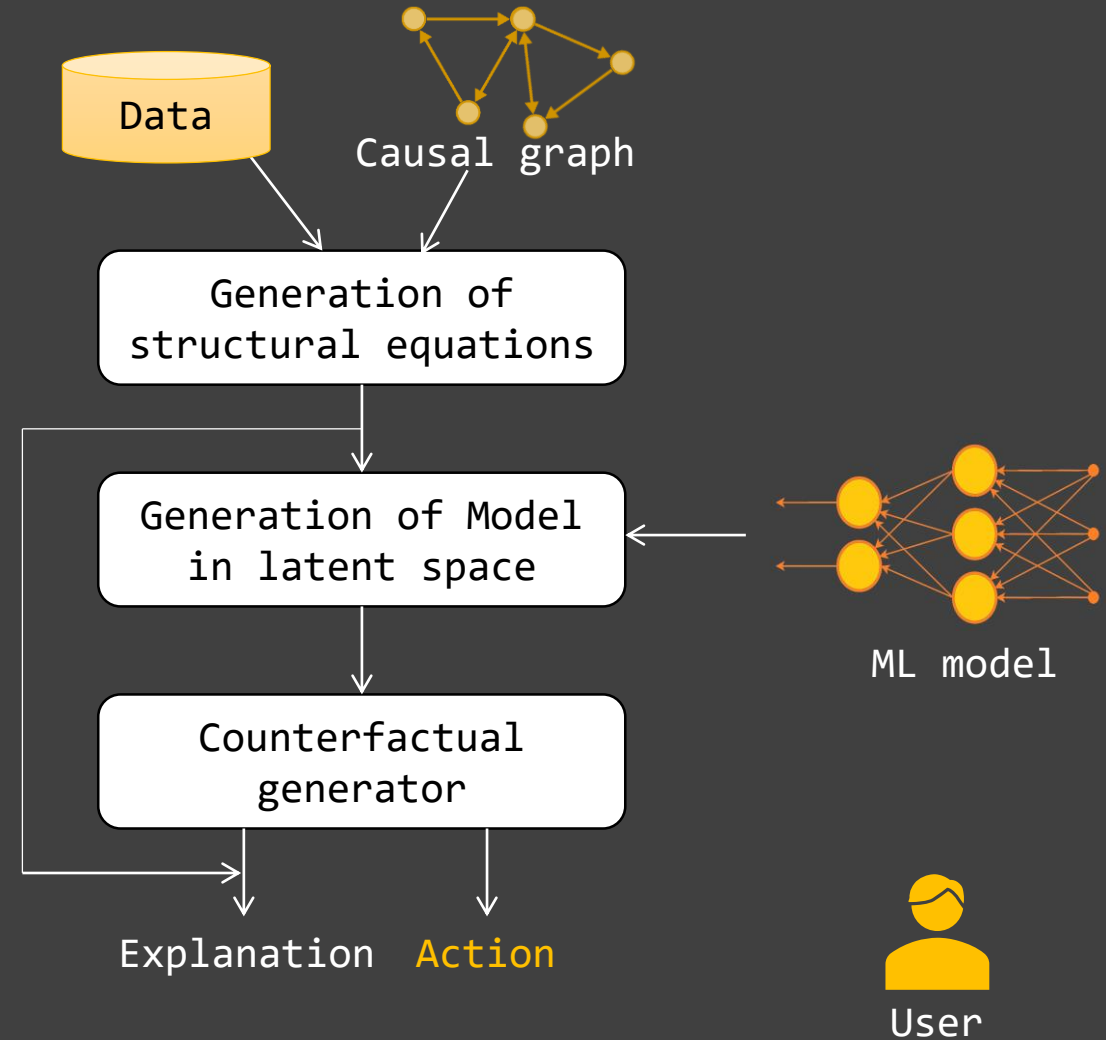 Data
Causal graph
Generation of
structural equations
Generation of Model
in latent space
ML model
Counterfactual
generator
Explanation
Action
User